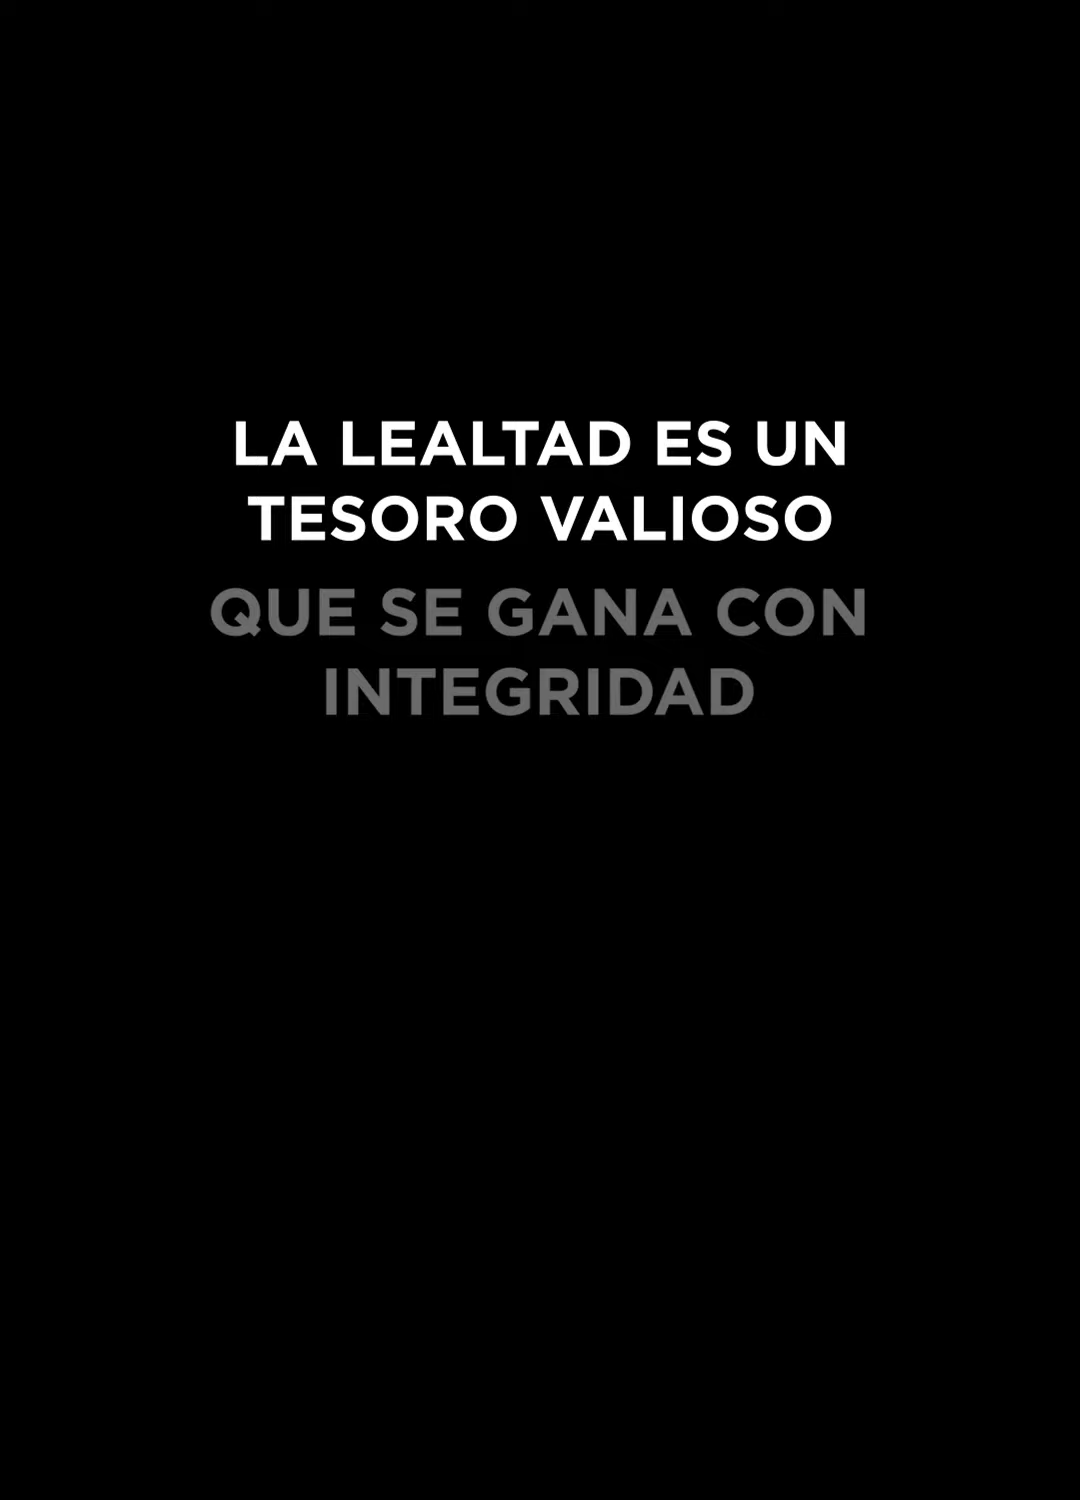 LA LEALTAD ES UN
TESORO VALIOSO
QUE SE GANA CON
INTEGRIDAD